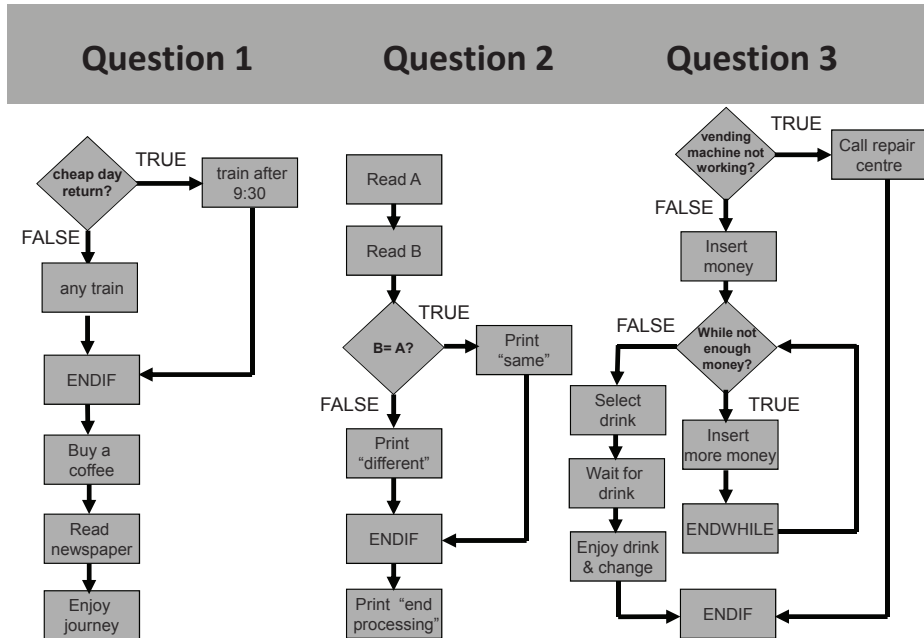 Question 1
Question 2
Question 3
cheap day
return?
TRUE
train after
9:30
FALSE
any train
ENDIF
Buy a
coffee
Read
newspaper
Enjoy
journey
Read A
Read B
B= A?
TRUE
Print
“same”
FALSE
Print
“different”
ENDIF
Print “end
processing”
vending
machine not
working?
TRUE
Call repair
centre
FALSE
Insert
money
While not
enough
money?
FALSE
Select
drink
Wait for
drink
Enjoy drink
& change
TRUE
Insert
more money
ENDWHILE
ENDIF